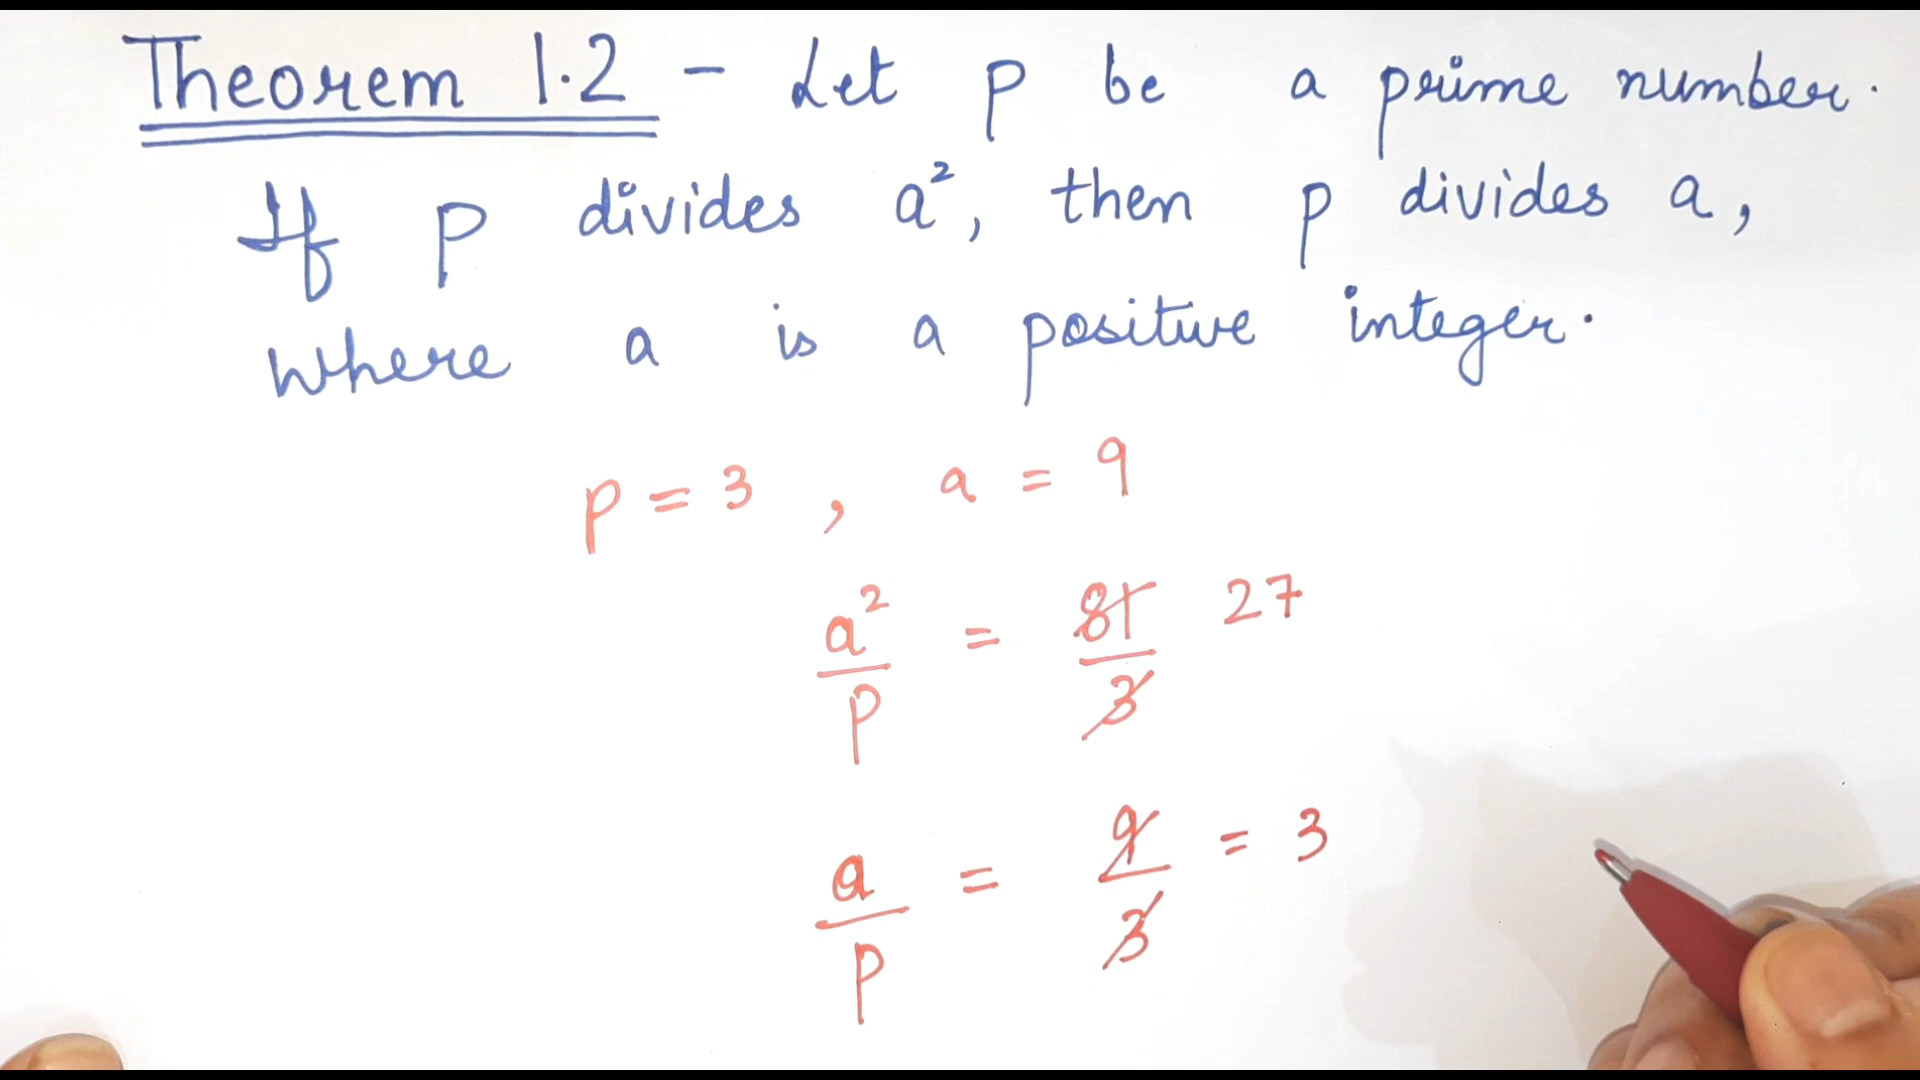 Theorem 1.2 - Let p be a prime number.
If p divides a², then p divides a,
where a is a positive integer.
p = 3 , a = 9
a²/p = 81/3 27
a/p = 9/3 = 3